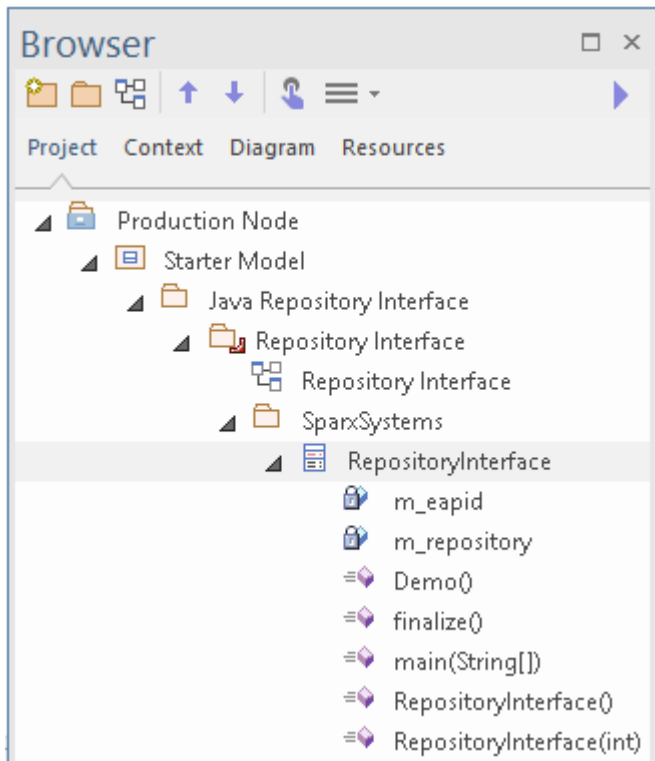 Browser
Project Context Diagram Resources
Production Node
Starter Model
Java Repository Interface
Repository Interface
Repository Interface
SparxSystems
RepositoryInterface
m_eapid
m_repository
Demo()
finalize()
main(String[])
RepositoryInterface()
RepositoryInterface(int)